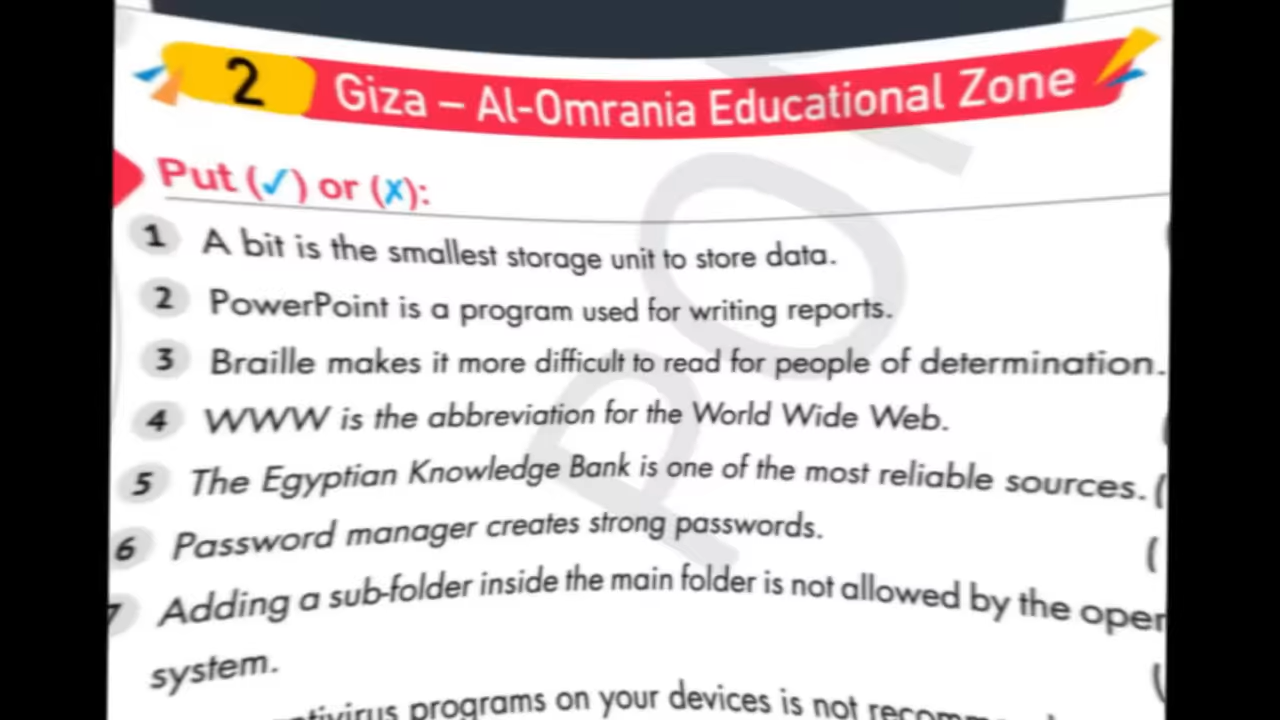 2 Giza – Al-Omrania Educational Zone
Put (✓) or (✗):
1 A bit is the smallest storage unit to store data. (
2 PowerPoint is a program used for writing reports.
3 Braille makes it more difficult to read for people of determination.
4 WWW is the abbreviation for the World Wide Web. (
5 The Egyptian Knowledge Bank is one of the most reliable sources. (
6 Password manager creates strong passwords. (
7 Adding a sub-folder inside the main folder is not allowed by the oper
system. (
programs on your devices is not